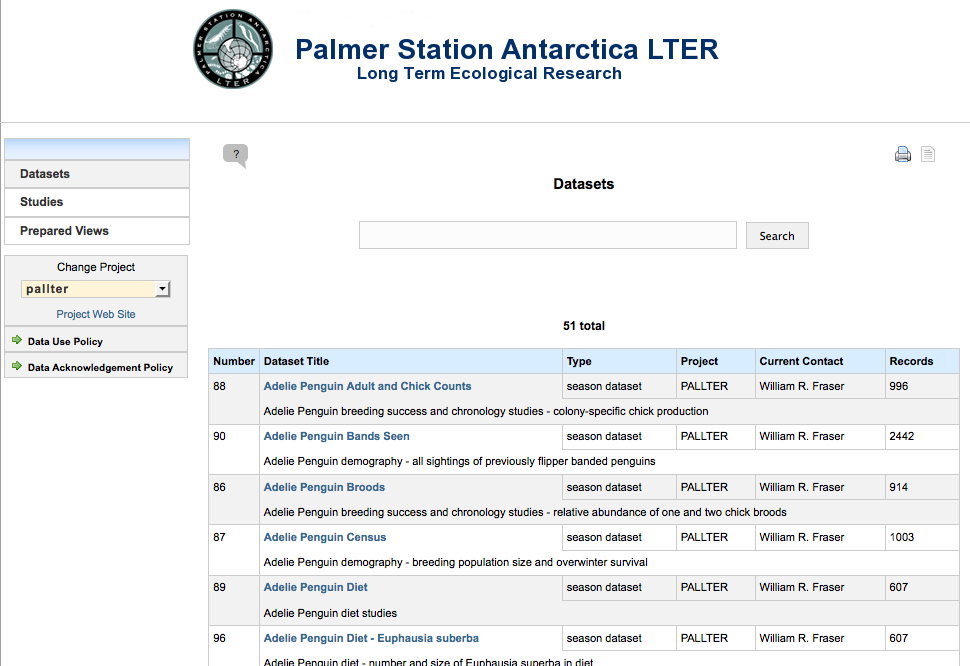 PALMER STATION ANTARCTICA
LTER
Palmer Station Antarctica LTER
Long Term Ecological Research
Datasets
Studies
Prepared Views
Change Project
pallter
Project Web Site
Data Use Policy
Data Acknowledgement Policy
?
Datasets
Search
51 total
Number Dataset Title Type Project Current Contact Records
88 Adelie Penguin Adult and Chick Counts season dataset PALLTER William R. Fraser 996
Adelie Penguin breeding success and chronology studies - colony-specific chick production
90 Adelie Penguin Bands Seen season dataset PALLTER William R. Fraser 2442
Adelie Penguin demography - all sightings of previously flipper banded penguins
86 Adelie Penguin Broods season dataset PALLTER William R. Fraser 914
Adelie Penguin breeding success and chronology studies - relative abundance of one and two chick broods
87 Adelie Penguin Census season dataset PALLTER William R. Fraser 1003
Adelie Penguin demography - breeding population size and overwinter survival
89 Adelie Penguin Diet season dataset PALLTER William R. Fraser 607
Adelie Penguin diet studies
96 Adelie Penguin Diet - Euphausia suberba season dataset PALLTER William R. Fraser 607
Adelie Penguin diet - number and size of Euphausia superba in diet